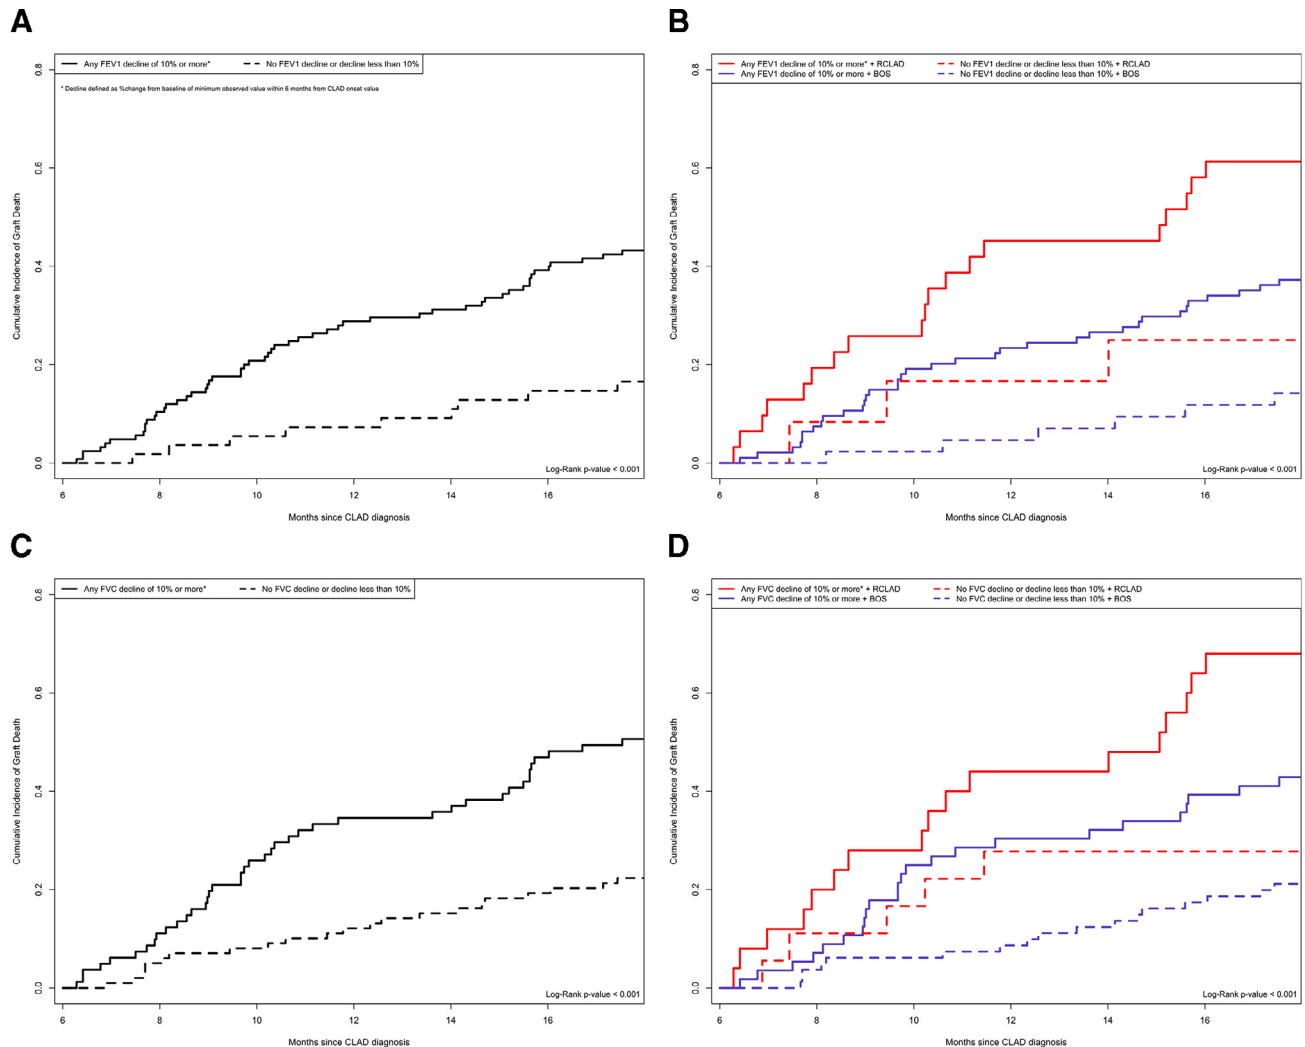 A
Any FEV1 decline of 10% or more* No FEV1 decline or decline less than 10%
* Decline defined as %change from baseline of minimum observed value within 6 months from CLAD onset value
0.8
0.6
0.4
0.2
0.0
Cumulative Incidence of Graft Death
Log-Rank p-value < 0.001
6 8 10 12 14 16
Months since CLAD diagnosis
B
Any FEV1 decline of 10% or more* + RCLAD No FEV1 decline or decline less than 10% + RCLAD
Any FEV1 decline of 10% or more + BOS No FEV1 decline or decline less than 10% + BOS
0.8
0.6
0.4
0.2
0.0
Cumulative Incidence of Graft Death
Log-Rank p-value < 0.001
6 8 10 12 14 16
Months since CLAD diagnosis
C
Any FVC decline of 10% or more* No FVC decline or decline less than 10%
0.8
0.6
0.4
0.2
0.0
Cumulative Incidence of Graft Death
Log-Rank p-value < 0.001
6 8 10 12 14 16
Months since CLAD diagnosis
D
Any FVC decline of 10% or more* + RCLAD No FVC decline or decline less than 10% + RCLAD
Any FVC decline of 10% or more + BOS No FVC decline or decline less than 10% + BOS
0.8
0.6
0.4
0.2
0.0
Cumulative Incidence of Graft Death
Log-Rank p-value < 0.001
6 8 10 12 14 16
Months since CLAD diagnosis